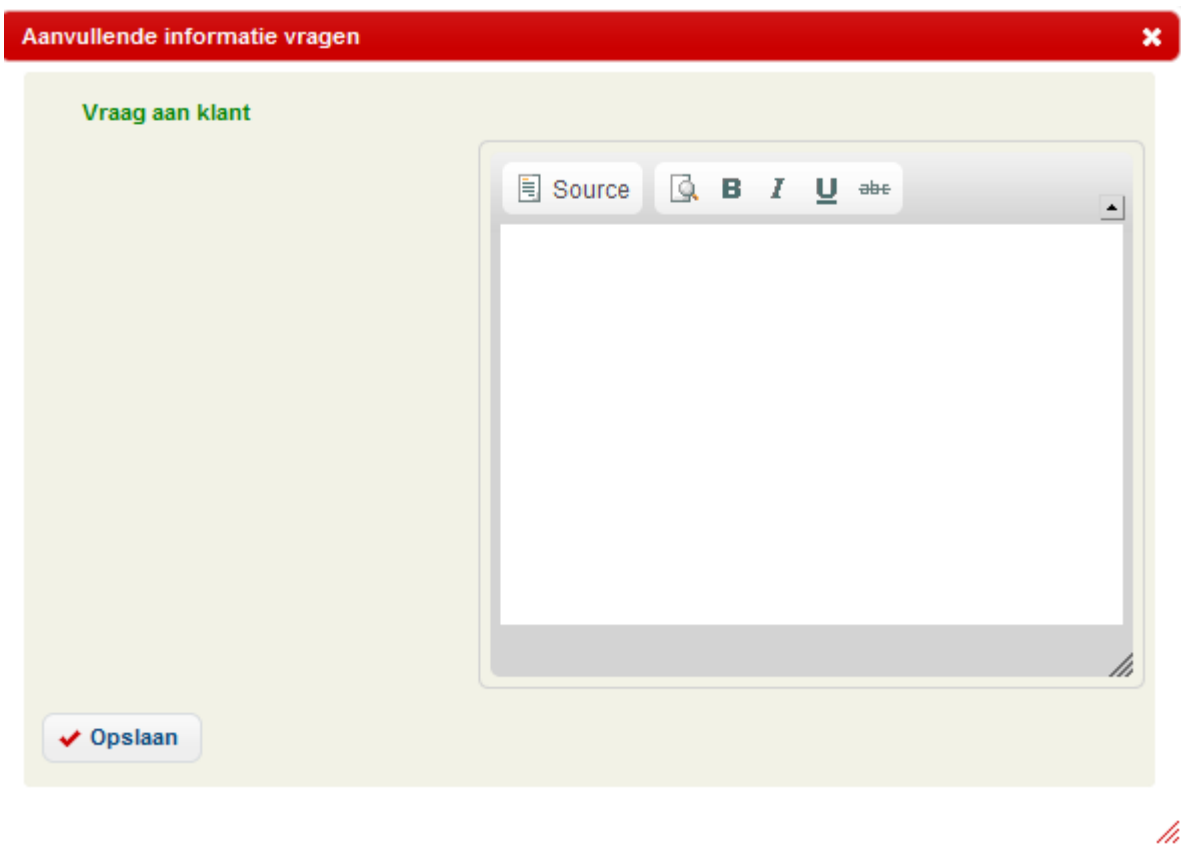 Aanvullende informatie vragen
Vraag aan klant
Source B I U abc
Opslaan